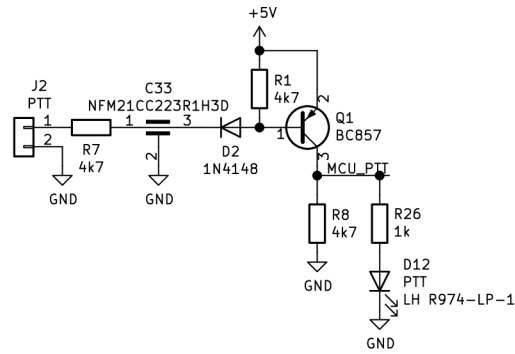 +5V
J2
PTT
C33
NFM21CC223R1H3D
R1
4k7
2
Q1
BC857
1
1
3
1
2
R7
4k7
2
D2
1N4148
3
MCU_PTT
GND
GND
R8
4k7
R26
1k
D12
PTT
LH R974-LP-1
GND
GND